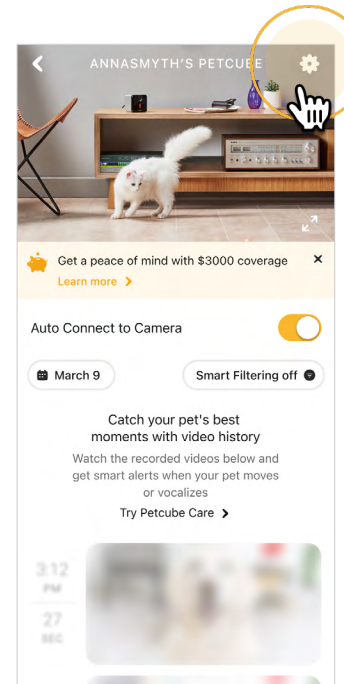 ANNASMYTH'S PETCUBE
Get a peace of mind with $3000 coverage
Learn more
Auto Connect to Camera
March 9
Smart Filtering off
Catch your pet's best
moments with video history
Watch the recorded videos below and
get smart alerts when your pet moves
or vocalizes
Try Petcube Care
3:12
PM
27
SEC